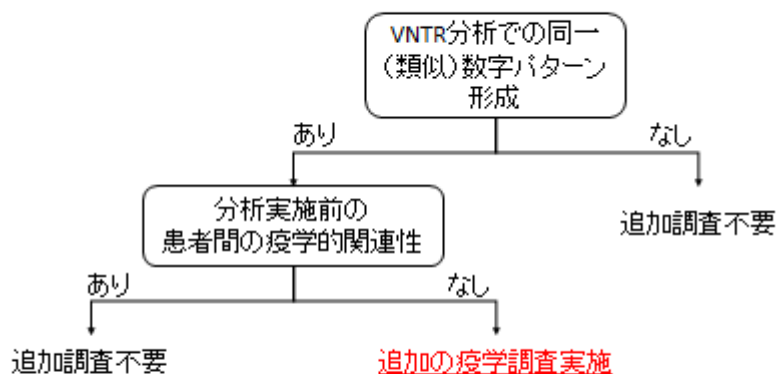 VNTR分析での同一
（類似）数字パターン
形成
あり
なし
分析実施前の
患者間の疫学的関連性
追加調査不要
あり
なし
追加調査不要
追加の疫学調査実施